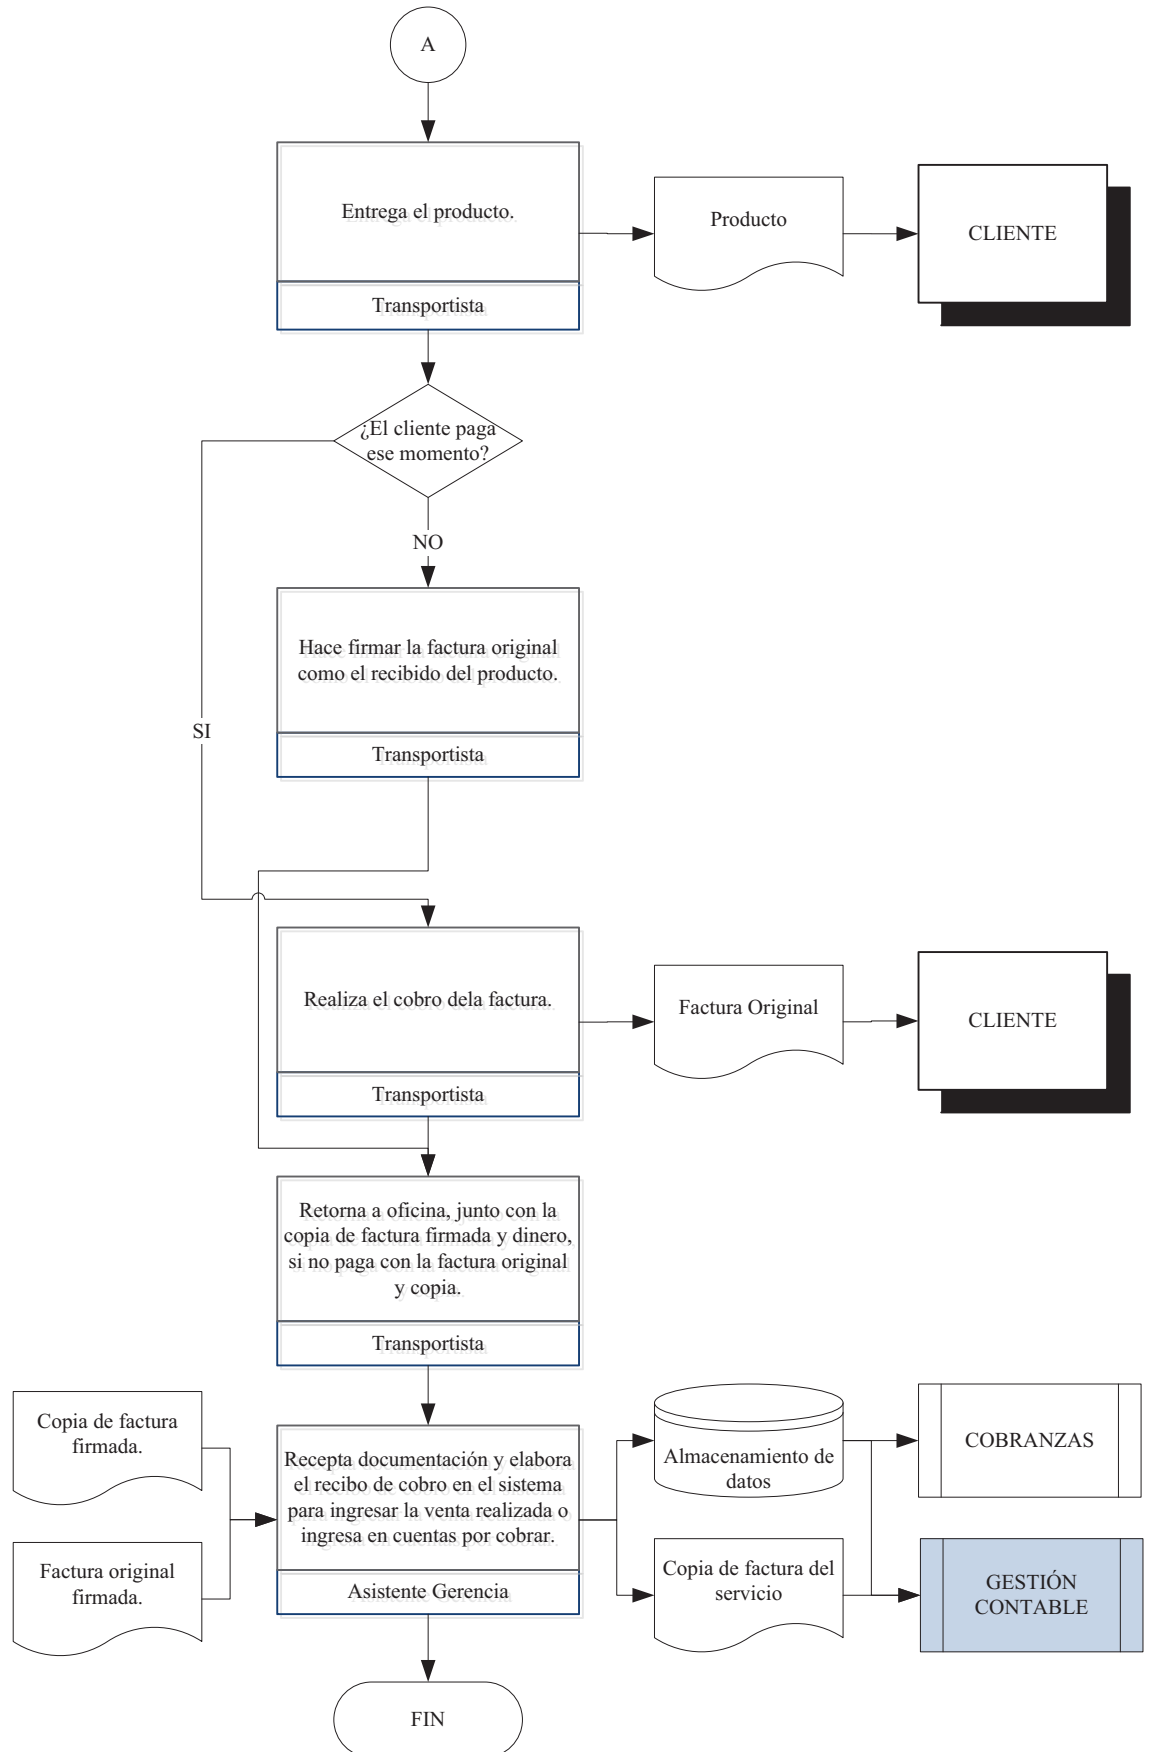 A
Entrega el producto.
Transportista
Producto
CLIENTE
¿El cliente paga
ese momento?
NO
SI
Hace firmar la factura original
como el recibido del producto.
Transportista
Realiza el cobro dela factura.
Transportista
Factura Original
CLIENTE
Retorna a oficina, junto con la
copia de factura firmada y dinero,
si no paga con la factura original
y copia.
Transportista
Copia de factura
firmada.
Factura original
firmada.
Recepta documentación y elabora
el recibo de cobro en el sistema
para ingresar la venta realizada o
ingresa en cuentas por cobrar.
Asistente Gerencia
Almacenamiento de
datos
COBRANZAS
Copia de factura del
servicio
GESTIÓN
CONTABLE
FIN